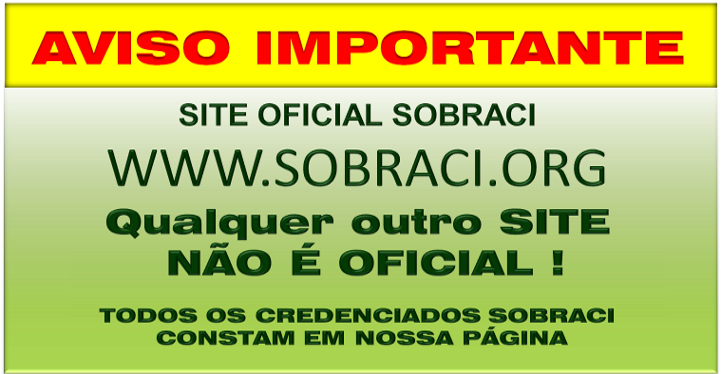 AVISO IMPORTANTE
SITE OFICIAL SOBRACI
WWW.SOBRACI.ORG
Qualquer outro SITE
NÃO É OFICIAL !
TODOS OS CREDENCIADOS SOBRACI
CONSTAM EM NOSSA PÁGINA